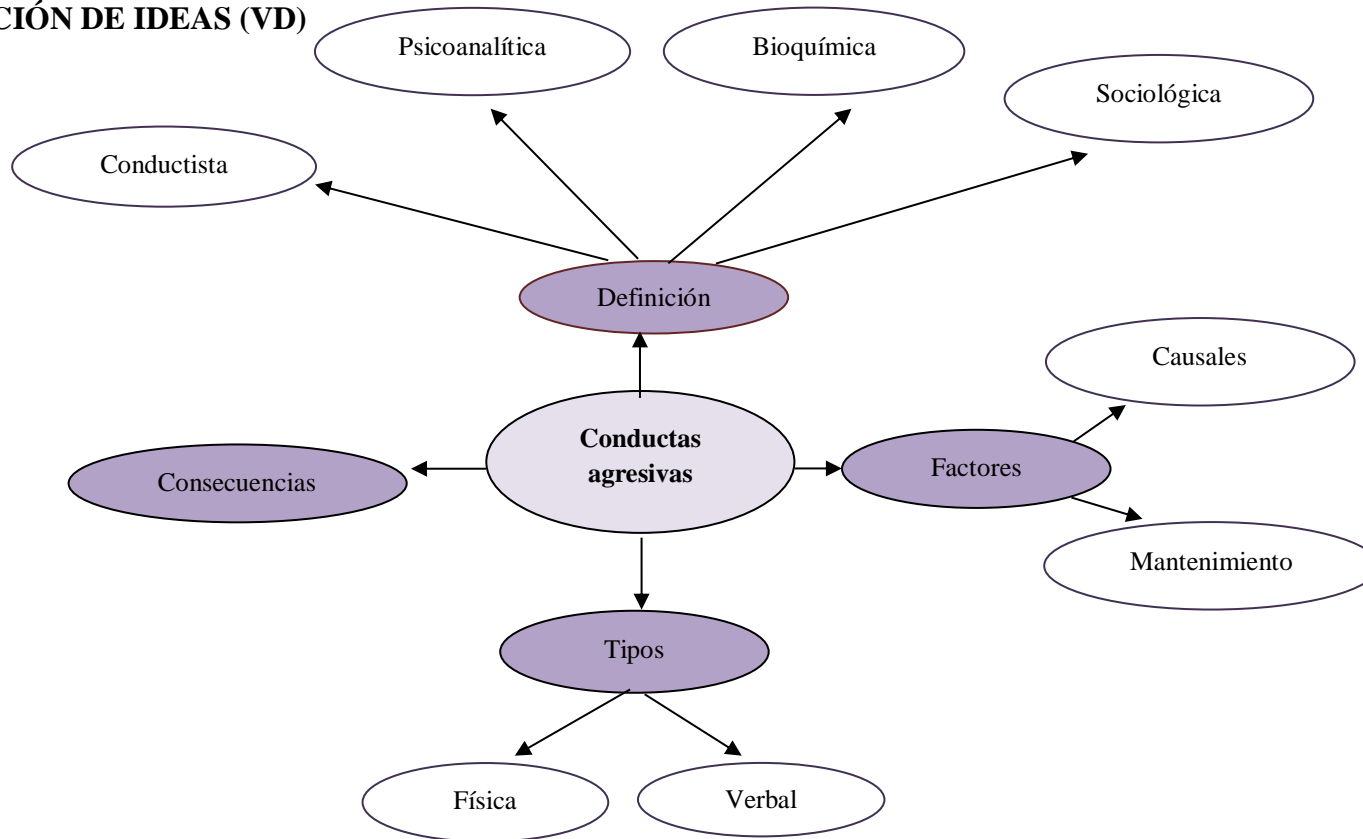 CIÓN DE IDEAS (VD)
Psicoanalítica
Bioquímica
Sociológica
Conductista
Definición
Causales
Conductas
agresivas
Factores
Consecuencias
Mantenimiento
Tipos
Física
Verbal